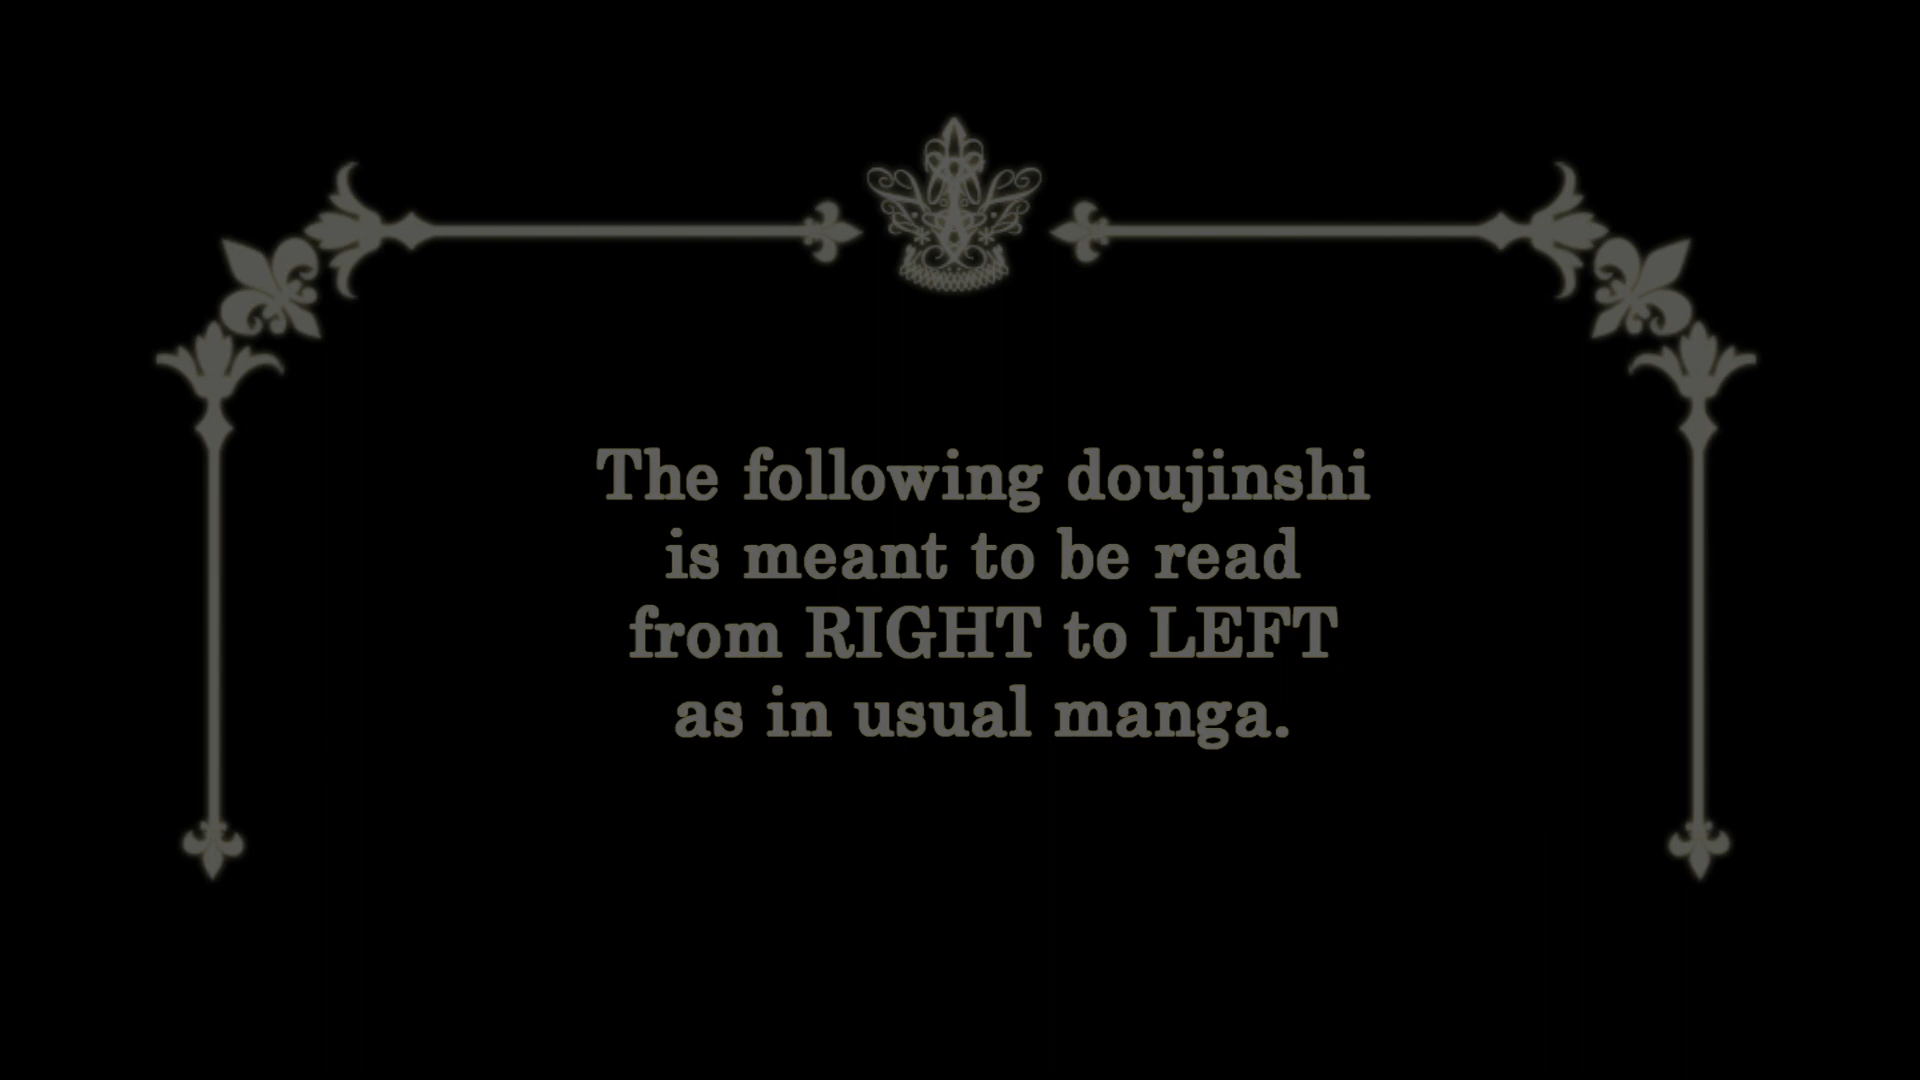 The following doujinshi
is meant to be read
from RIGHT to LEFT
as in usual manga.